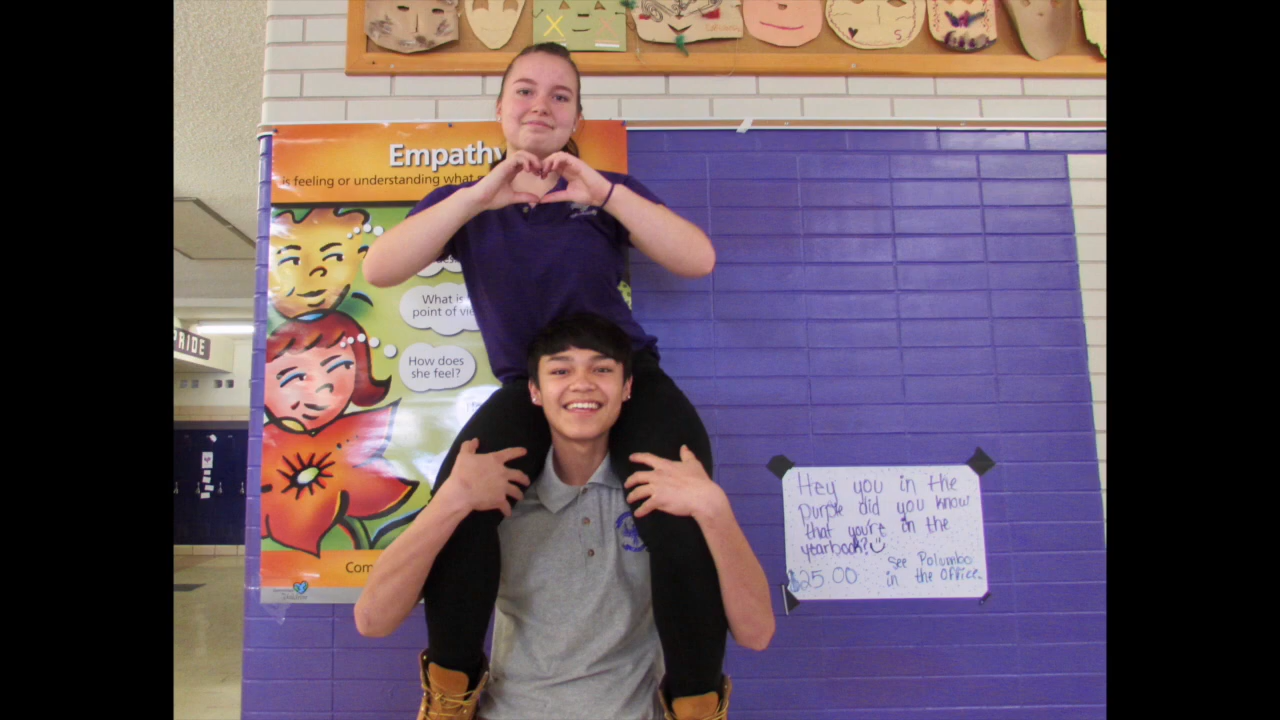 Empathy
is feeling or understanding what
What is
point of vie
How does
she feel?
PRIDE
Com
Hey you in the
purple did you know
that you're in the
yearbook?
$25.00
see Polumbo
in the Office.